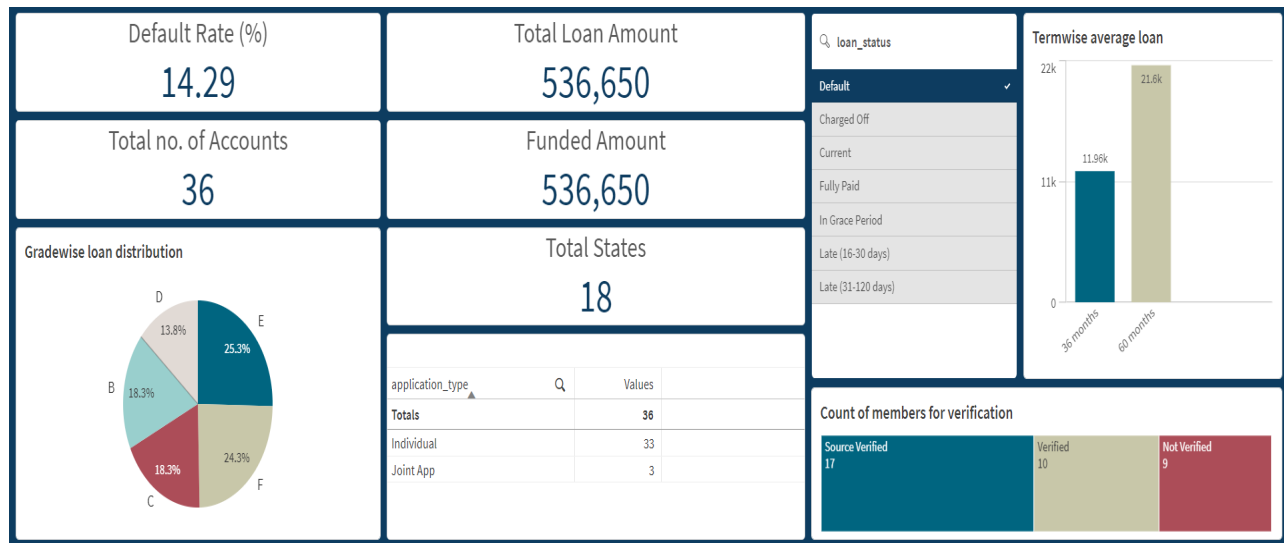 Default Rate (%)
14.29
Total Loan Amount
536,650
Total no. of Accounts
36
Funded Amount
536,650
Gradewise loan distribution
D
E
13.8%
25.3%
B
18.3%
24.3%
18.3%
F
C
Total States
18
application_type Values
Totals 36
Individual 33
Joint App 3
loan_status
Default
Charged Off
Current
Fully Paid
In Grace Period
Late (16-30 days)
Late (31-120 days)
Termwise average loan
22k
21.6k
11.96k
11k
0
36 months
60 months
Count of members for verification
Source Verified
17
Verified
10
Not Verified
9